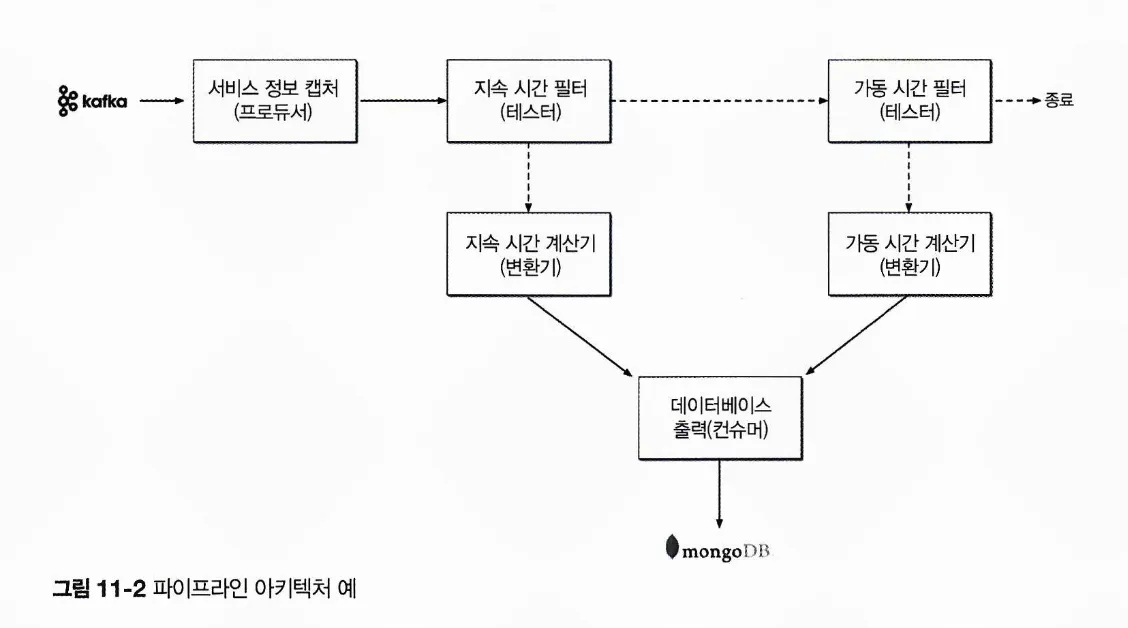 kafka
서비스 정보 캡처
(프로듀서)
지속 시간 필터
(테스터)
가동 시간 필터
(테스터)
종료
지속 시간 계산기
(변환기)
가동 시간 계산기
(변환기)
데이터베이스
출력(컨슈머)
mongoDB
그림 11-2 파이프라인 아키텍처 예